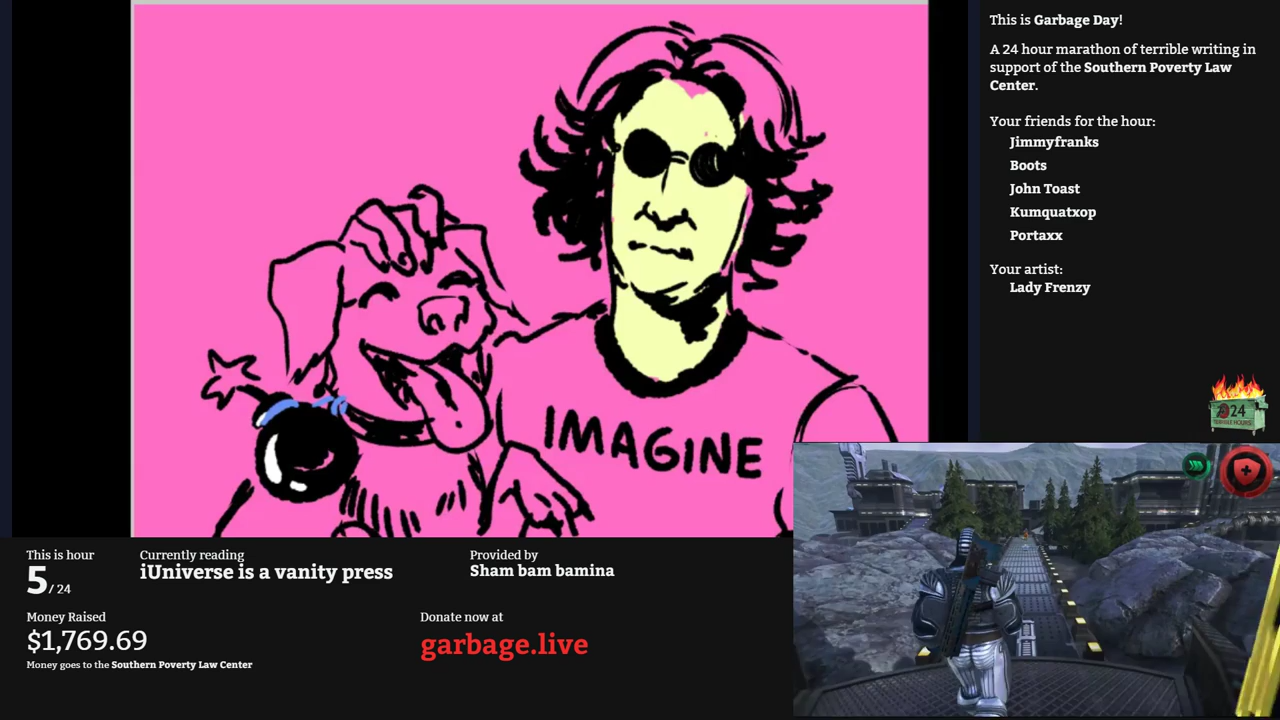 This is Garbage Day!
A 24 hour marathon of terrible writing in
support of the Southern Poverty Law
Center.
Your friends for the hour:
Jimmyfranks
Boots
John Toast
Kumquatxop
Portaxx
Your artist:
Lady Frenzy
IMAGINE
This is hour
5 / 24
Currently reading
iUniverse is a vanity press
Provided by
Sham bam bamina
Money Raised
$1,769.69
Money goes to the Southern Poverty Law Center
Donate now at
garbage.live